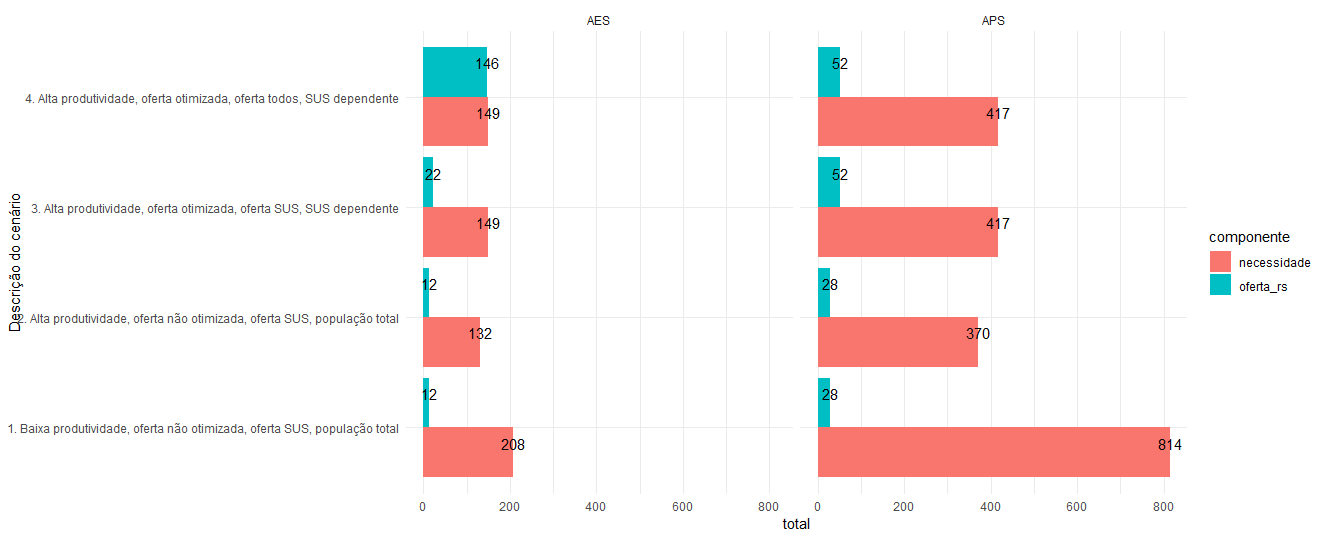 AES
APS
4. Alta produtividade, oferta otimizada, oferta todos, SUS dependente
146
149
52
417
3. Alta produtividade, oferta otimizada, oferta SUS, SUS dependente
22
149
52
417
2. Alta produtividade, oferta não otimizada, oferta SUS, população total
12
132
28
370
1. Baixa produtividade, oferta não otimizada, oferta SUS, população total
12
208
28
814
Descrição do cenário
0 200 400 600 800
0 200 400 600 800
total
componente
necessidade
oferta_rs